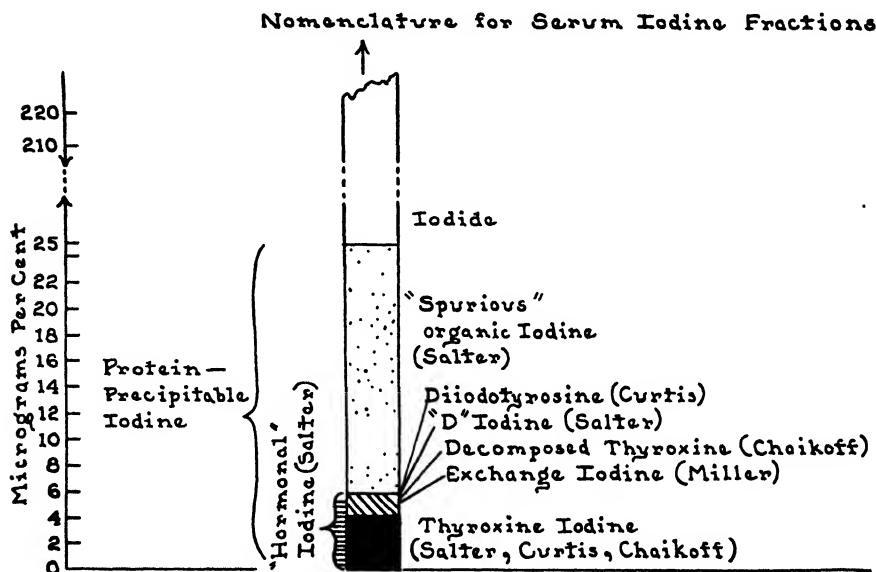 Nomenclature for Serum Iodine Fractions
220
210
25
22
20
18
16
14
12
10
8
6
4
2
0
Micrograms Per Cent
Protein—
Precipitable
Iodine
"Hormonal"
Iodine (Salter)
Iodide
"Spurious"
organic Iodine
(Salter)
Diiodotyrosine (Curtis)
"D" Iodine (Salter)
Decomposed Thyroxine (Chaikoff)
Exchange Iodine (Miller)
Thyroxine Iodine
(Salter, Curtis, Chaikoff)